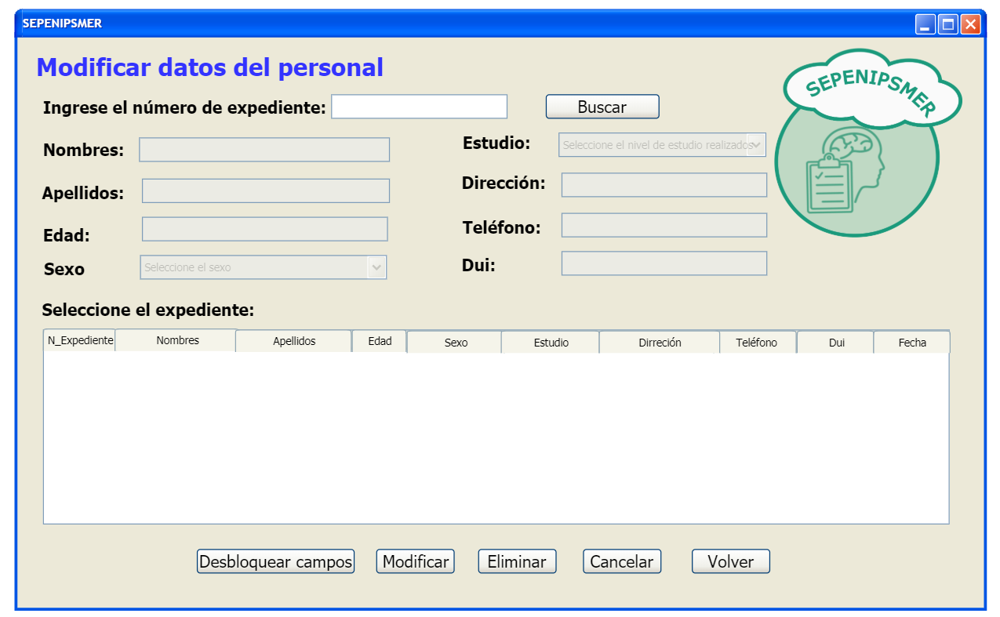 SEPENIPSMER
Modificar datos del personal
SEPENIPSMER
Ingrese el número de expediente:
Buscar
Nombres:
Estudio:
Seleccione el nivel de estudio realizados
Apellidos:
Dirección:
Edad:
Teléfono:
Sexo
Seleccione el sexo
Dui:
Seleccione el expediente:
N_Expediente Nombres Apellidos Edad Sexo Estudio Dirreción Teléfono Dui Fecha
Desbloquear campos Modificar Eliminar Cancelar Volver